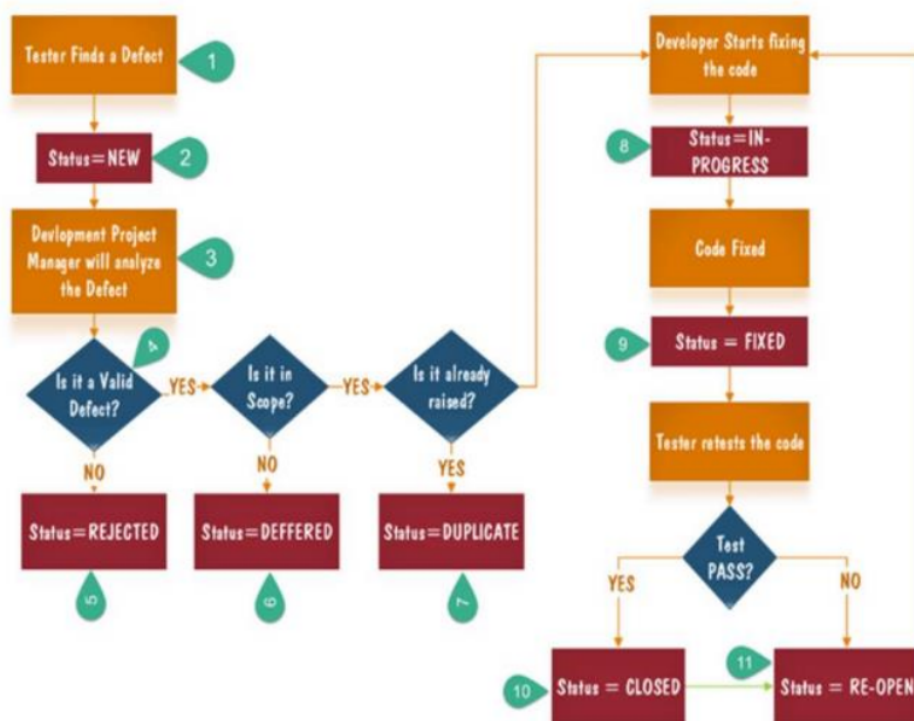 Tester Finds a Defect
1
Status=NEW
2
Devlopment Project
Manager will analyze
the Defect
3
4
Is it a Valid
Defect?
YES
Is it in
Scope?
YES
Is it already
raised?
NO
NO
YES
Status=REJECTED
Status=DEFFERED
Status=DUPLICATE
5
6
7
Developer Starts fixing
the code
8
Status=IN-
PROGRESS
Code Fixed
9
Status = FIXED
Tester retests the code
Test
PASS?
YES
NO
10
Status = CLOSED
11
Status = RE-OPEN